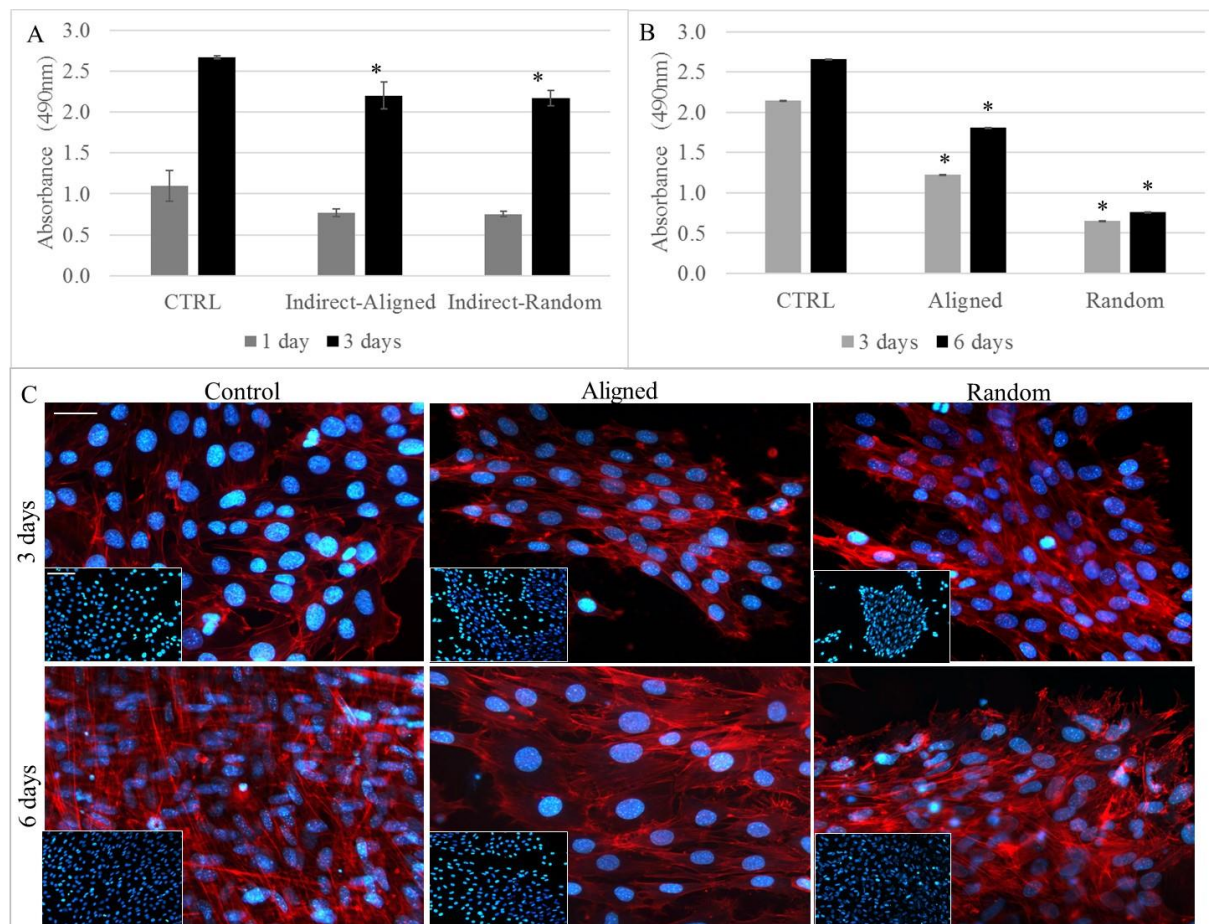 A
Absorbance (490nm)
3.0
2.5
2.0
1.5
1.0
0.5
0.0
*
*
CTRL
Indirect-Aligned
Indirect-Random
1 day
3 days
B
Absorbance (490nm)
3.0
2.5
2.0
1.5
1.0
0.5
0.0
*
*
*
*
CTRL
Aligned
Random
3 days
6 days
C
Control
Aligned
Random
3 days
6 days